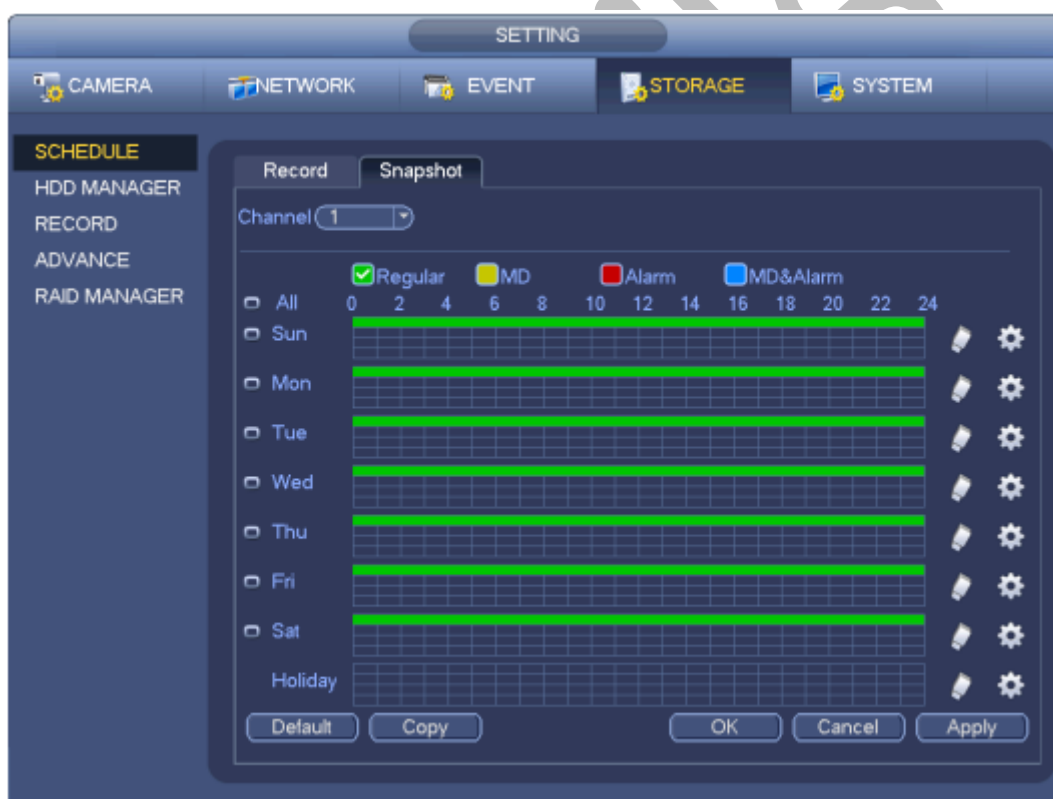 SETTING
CAMERA NETWORK EVENT STORAGE SYSTEM
SCHEDULE
HDD MANAGER
RECORD
ADVANCE
RAID MANAGER
Record Snapshot
Channel 1
Regular MD Alarm MD&Alarm
All 0 2 4 6 8 10 12 14 16 18 20 22 24
Sun
Mon
Tue
Wed
Thu
Fri
Sat
Holiday
Default Copy OK Cancel Apply